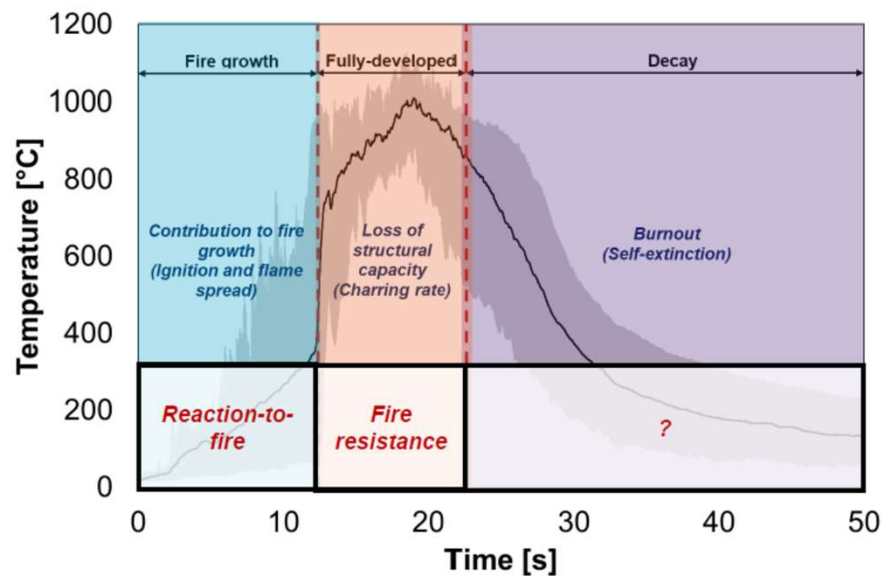 1200
1000
800
600
400
200
0
Temperature [°C]
Fire growth
Fully-developed
Decay
Contribution to fire
growth
(Ignition and flame
spread)
Loss of
structural
capacity
(Charring rate)
Burnout
(Self-extinction)
Reaction-to-
fire
Fire
resistance
?
0
10
20
30
40
50
Time [s]